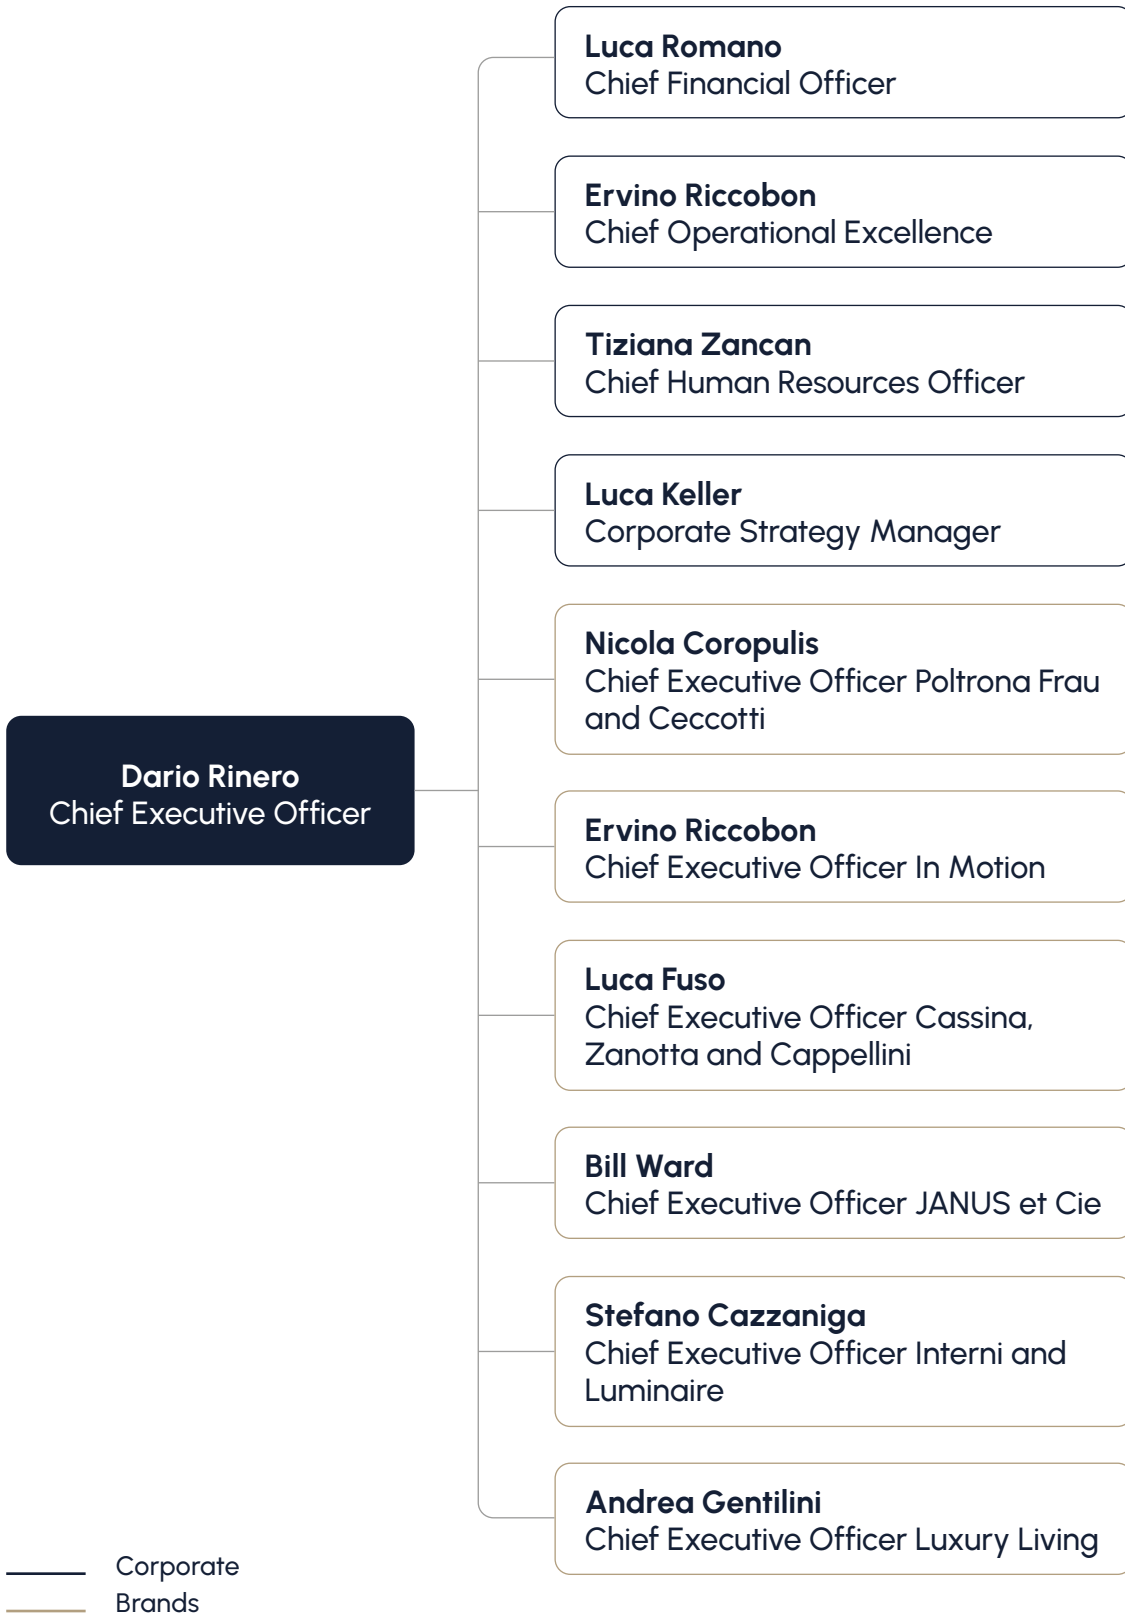 Luca Romano
Chief Financial Officer
Ervino Riccobon
Chief Operational Excellence
Tiziana Zancan
Chief Human Resources Officer
Luca Keller
Corporate Strategy Manager
Nicola Coropulis
Chief Executive Officer Poltrona Frau
and Ceccotti
Dario Rinero
Chief Executive Officer
Ervino Riccobon
Chief Executive Officer In Motion
Luca Fuso
Chief Executive Officer Cassina,
Zanotta and Cappellini
Bill Ward
Chief Executive Officer JANUS et Cie
Stefano Cazzaniga
Chief Executive Officer Interni and
Luminaire
Andrea Gentilini
Chief Executive Officer Luxury Living
Corporate
Brands